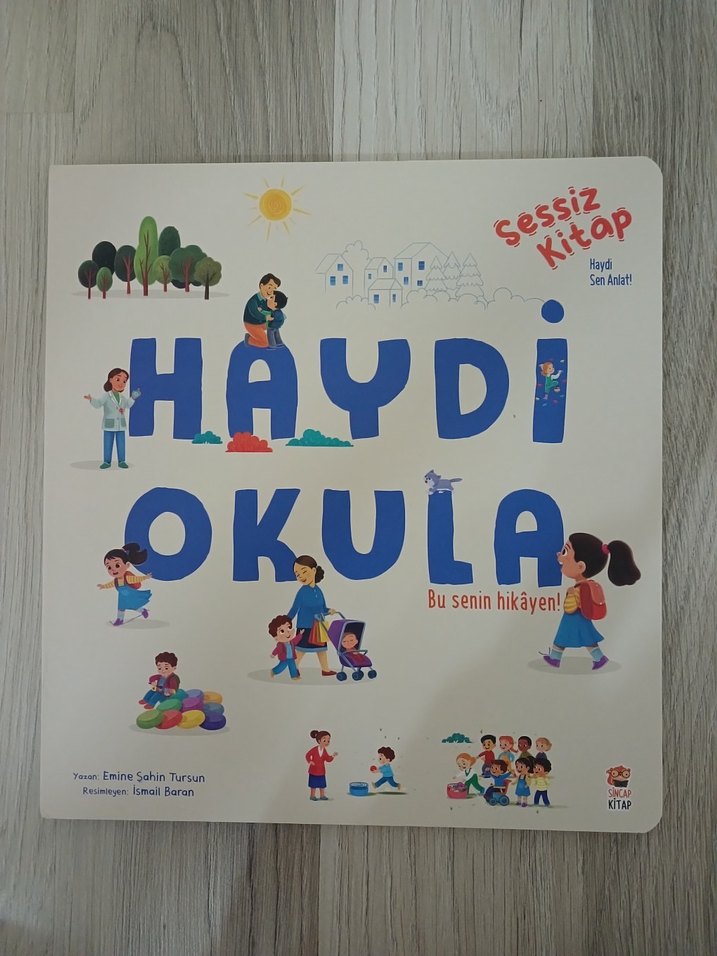 Sessiz
Kitap
Haydi
Sen Anlat!
HAYDİ
OKULA
Bu senin hikâyen!
Yazan: Emine Şahin Tursun
Resimleyen: İsmail Baran
SİNCAP
KİTAP